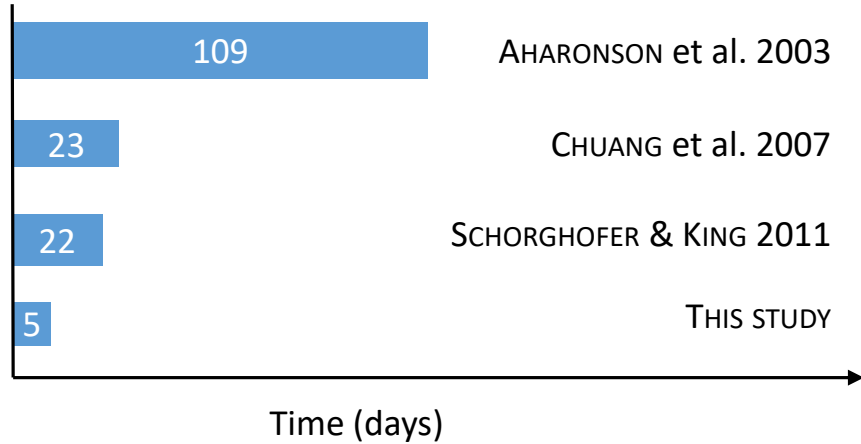 109 AHARONSON et al. 2003
23 CHUANG et al. 2007
22 SCHORGHOFER & KING 2011
5 THIS STUDY
Time (days)